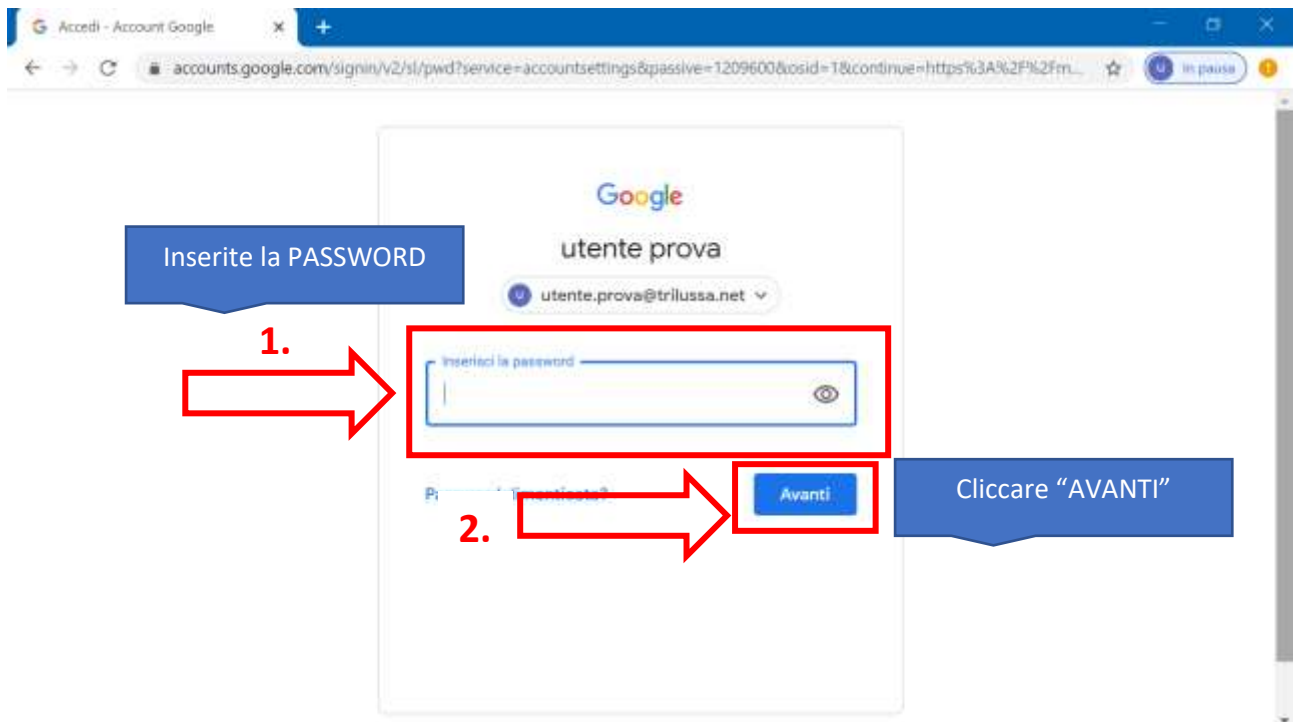 Accedi - Account Google
accounts.google.com/signin/v2/sl/pwd?service=accountsettings&passive=1209600&osid=1&continue=https%3A%2F%2Fm...
U
In pausa
Google
utente prova
U utente.prova@trilussa.net
Inserite la PASSWORD
1.
Inserisci la password
Avanti
Cliccare “AVANTI”
2.